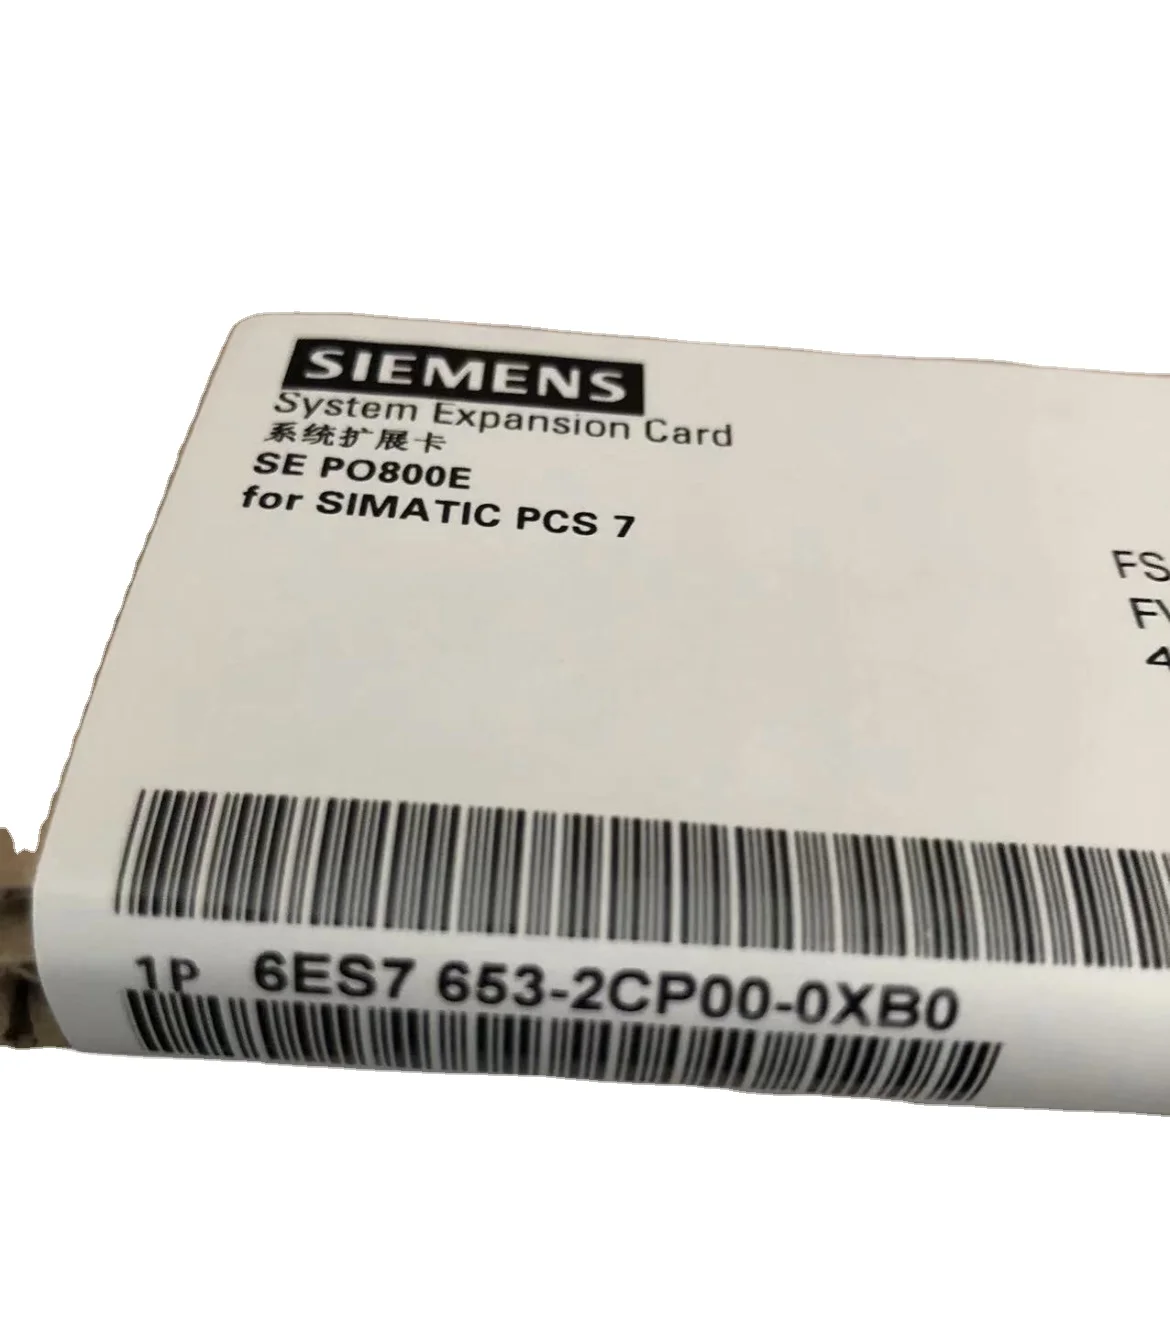 SIEMENS
System Expansion Card
系统扩展卡
SE PO800E
for SIMATIC PCS 7
FS
4
1P 6ES7 653-2CP00-0XB0